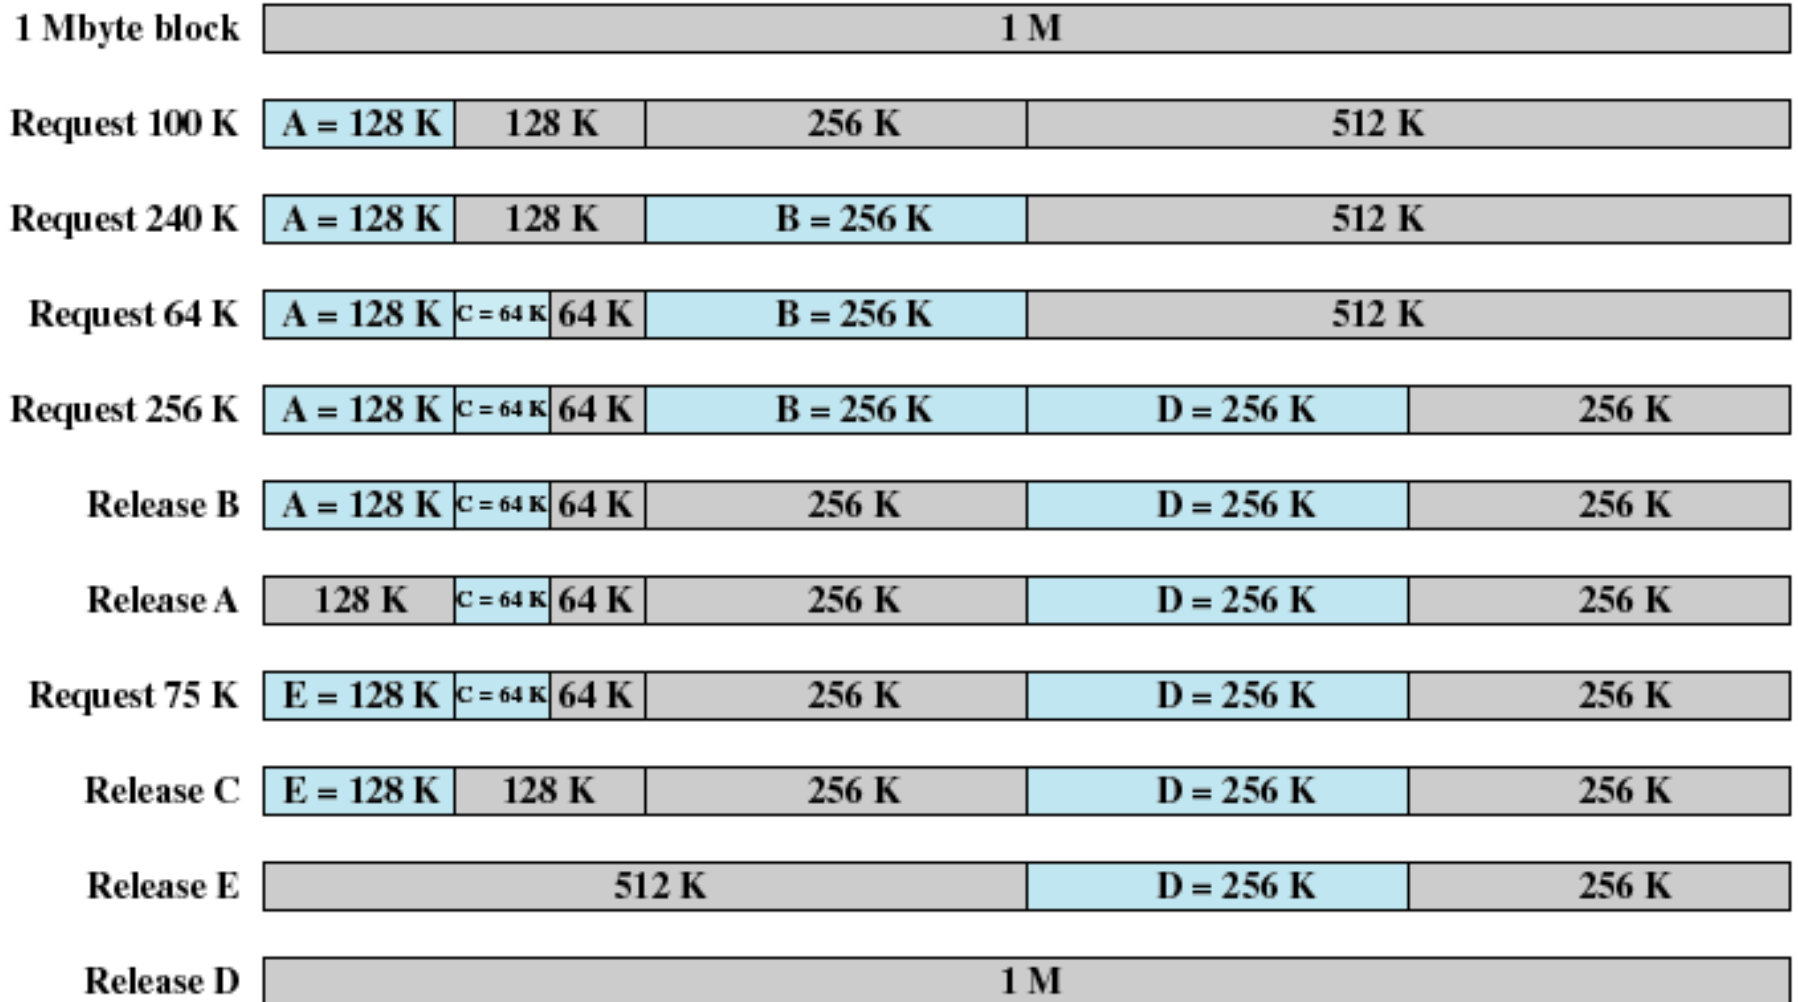 1 Mbyte block 1 M
Request 100 K A = 128 K 128 K 256 K 512 K
Request 240 K A = 128 K 128 K B = 256 K 512 K
Request 64 K A = 128 K C = 64 K 64 K B = 256 K 512 K
Request 256 K A = 128 K C = 64 K 64 K B = 256 K D = 256 K 256 K
Release B A = 128 K C = 64 K 64 K 256 K D = 256 K 256 K
Release A 128 K C = 64 K 64 K 256 K D = 256 K 256 K
Request 75 K E = 128 K C = 64 K 64 K 256 K D = 256 K 256 K
Release C E = 128 K 128 K 256 K D = 256 K 256 K
Release E 512 K D = 256 K 256 K
Release D 1 M